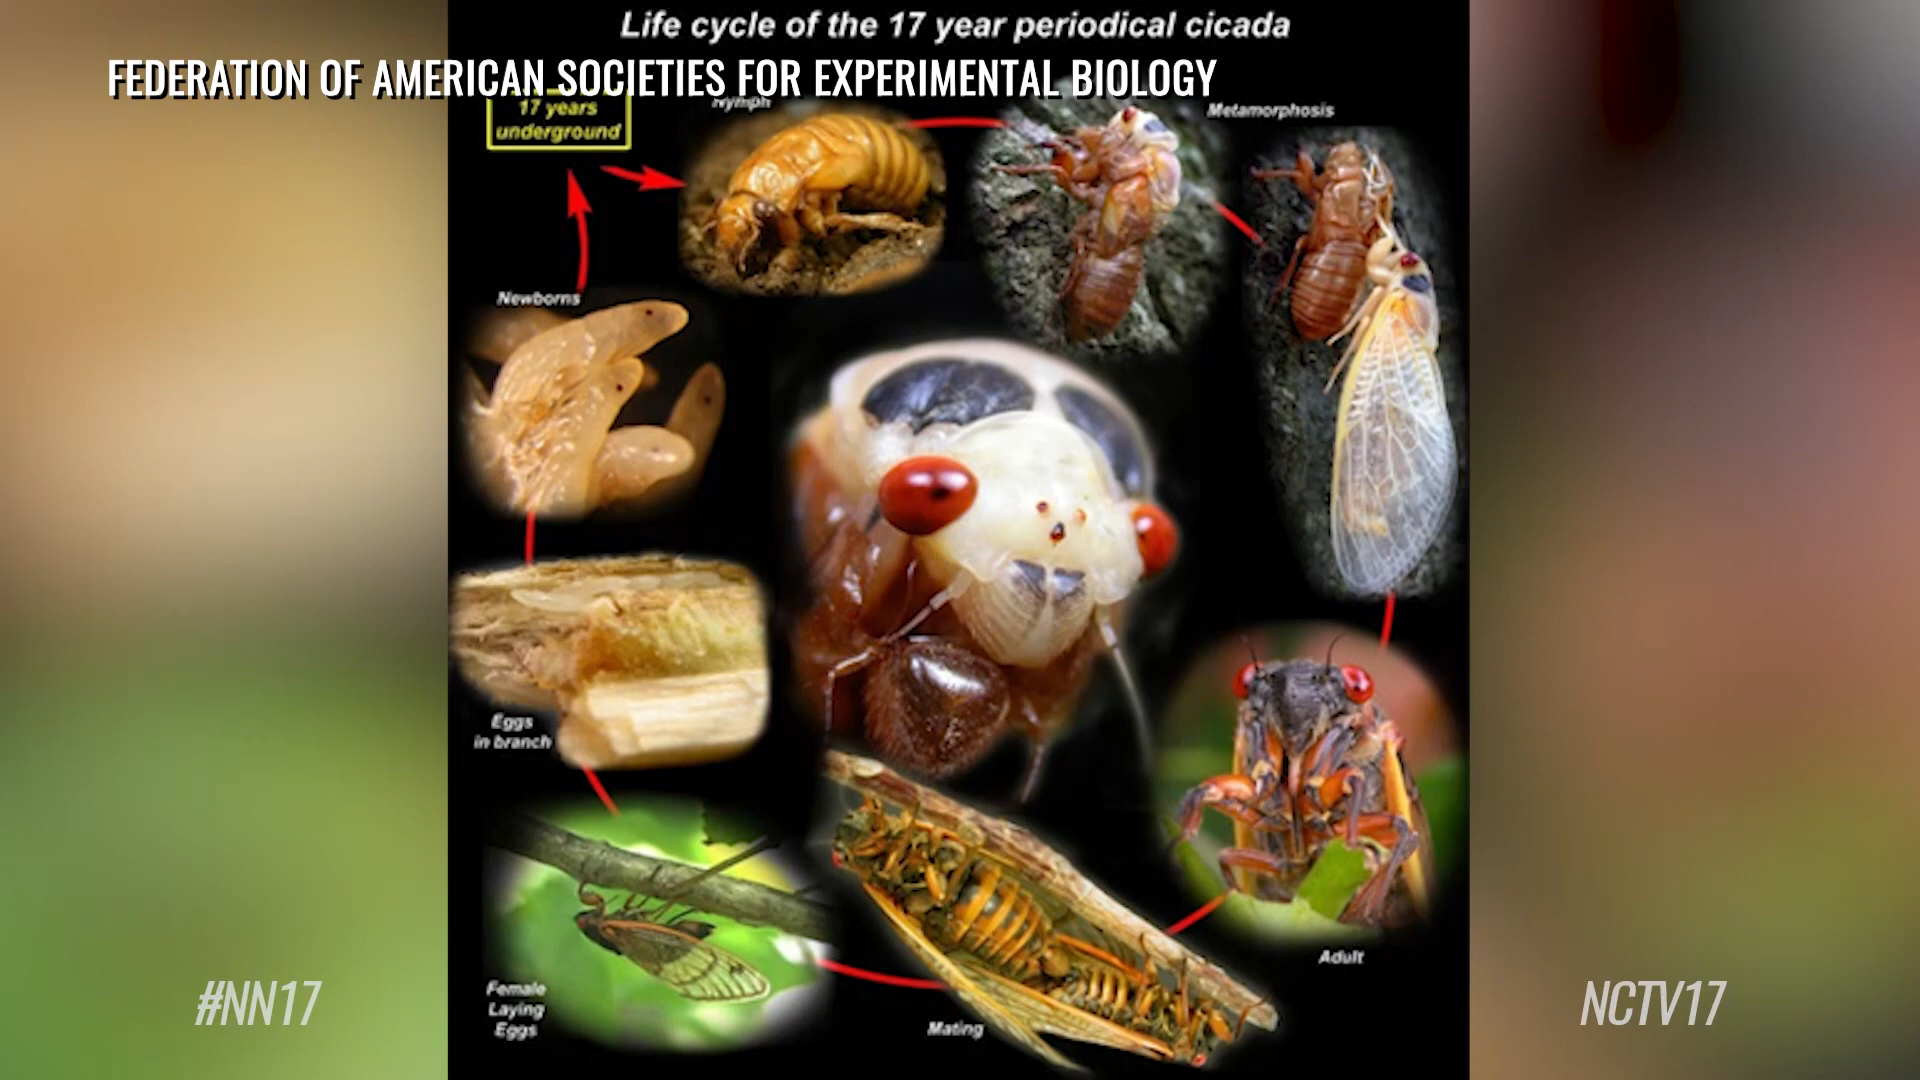 Life cycle of the 17 year periodical cicada
FEDERATION OF AMERICAN SOCIETIES FOR EXPERIMENTAL BIOLOGY
17 years
underground
Nymph
Metamorphosis
Newborns
Eggs
in branch
Adult
Female
Laying
Eggs
Mating
#NN17
NCTV17